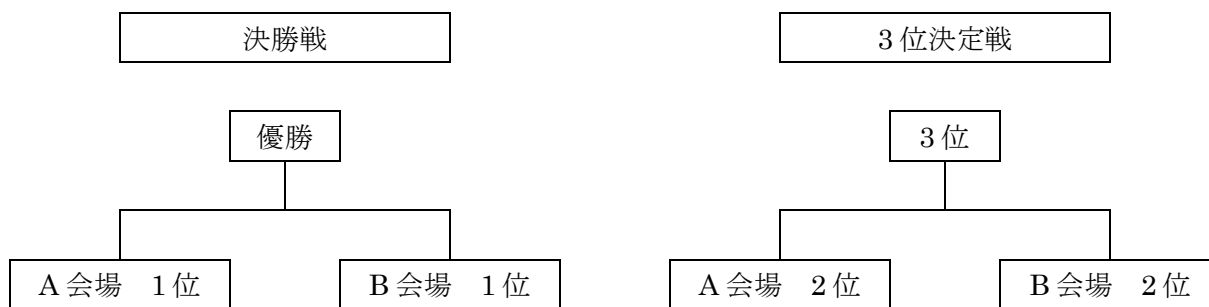 決勝戦
3位決定戦
優勝
3位
A会場　1位
B会場　1位
A会場　2位
B会場　2位